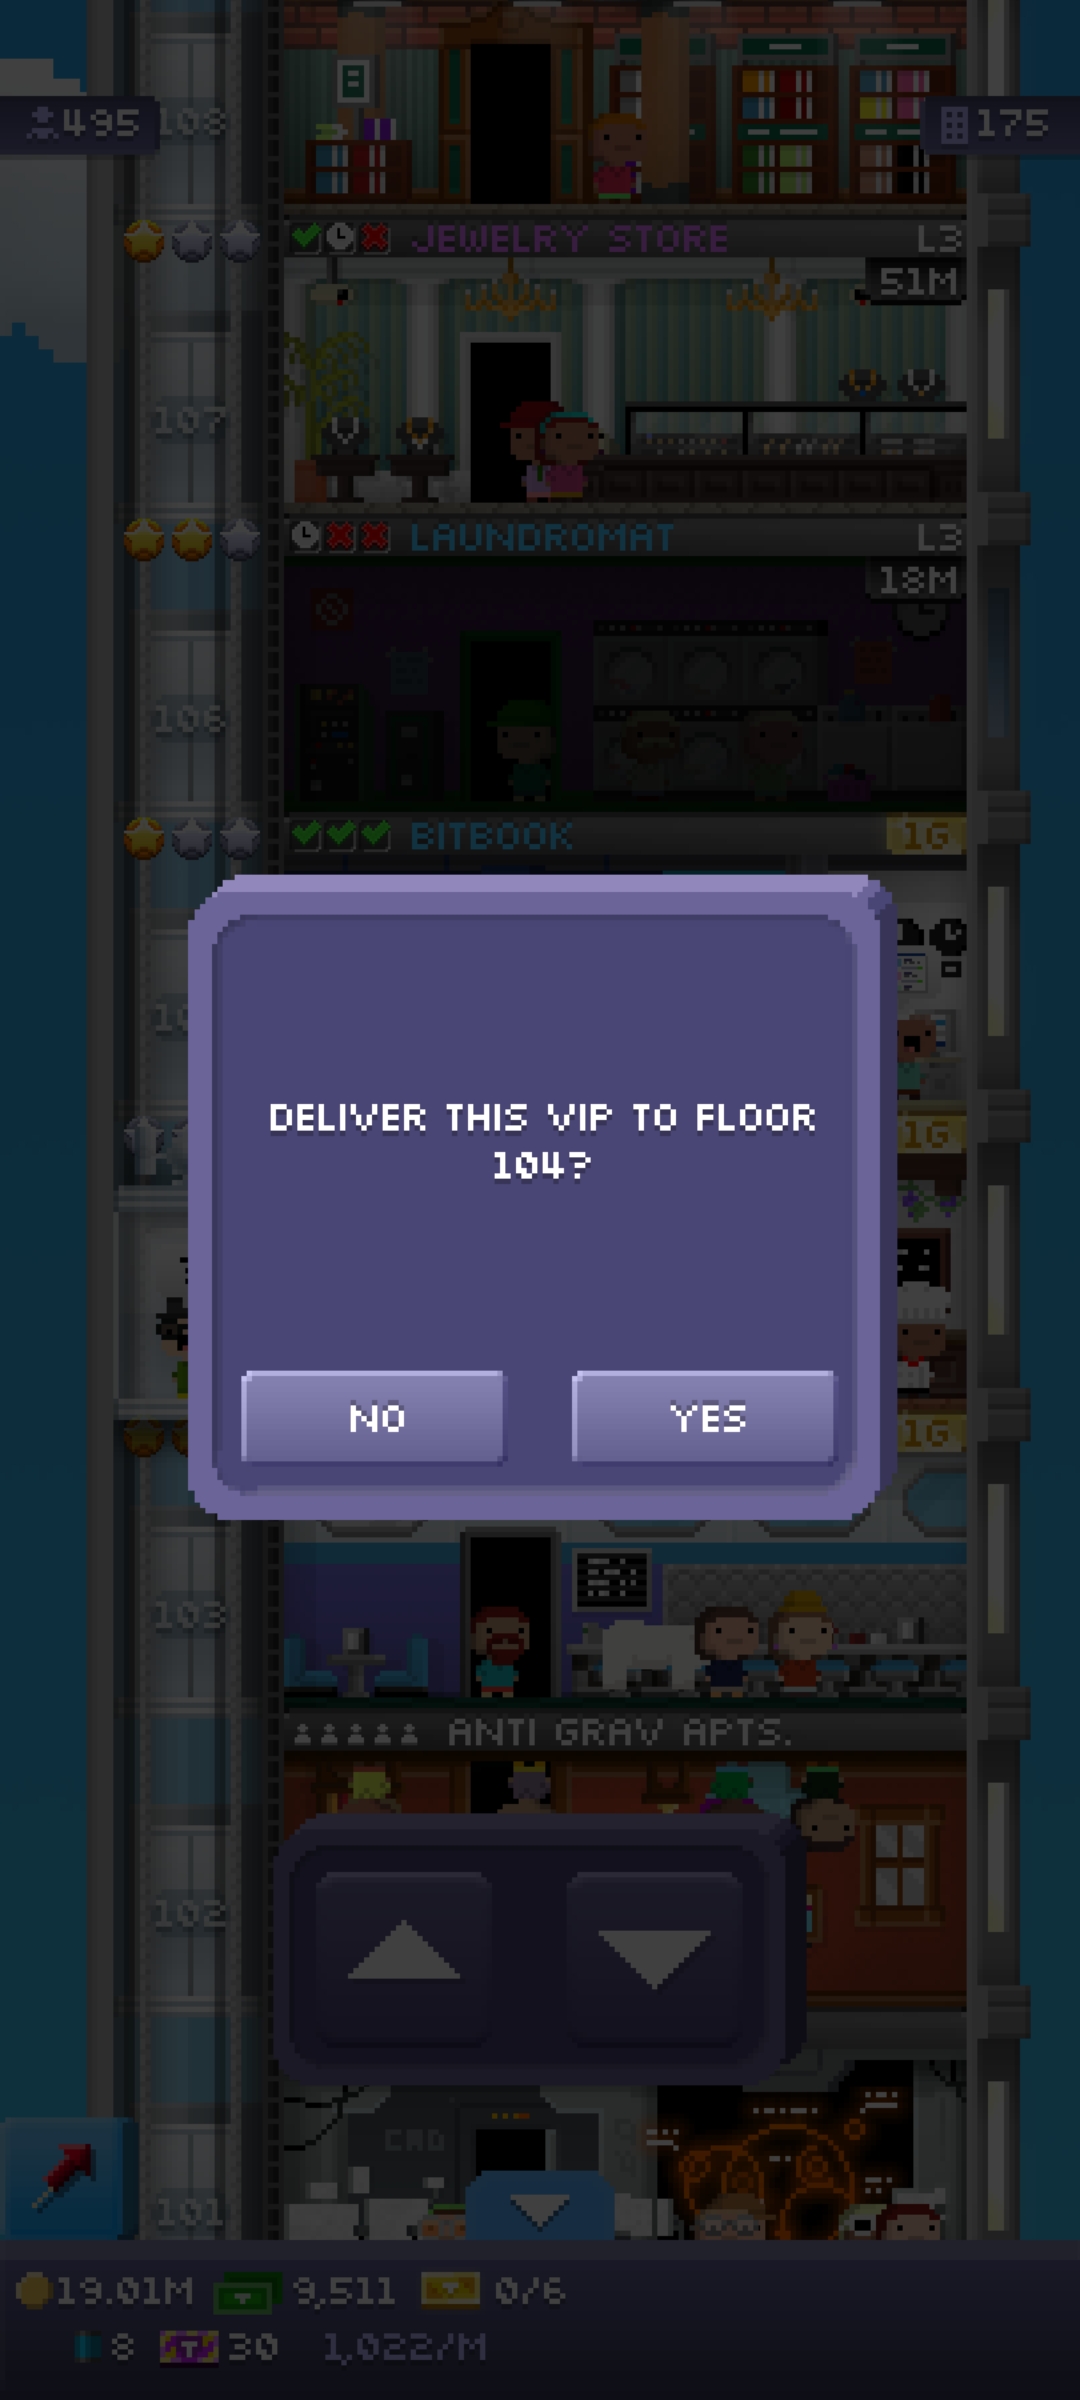 495
108
175
JEWELRY STORE
L3
51M
107
LAUNDROMAT
L3
18M
106
BITBOOK
1G
DELIVER THIS VIP TO FLOOR
104?
1G
NO
YES
1G
103
ANTI GRAV APTS.
102
CMD
101
19.01M
9,511
0/6
8
T
30
1,022/M